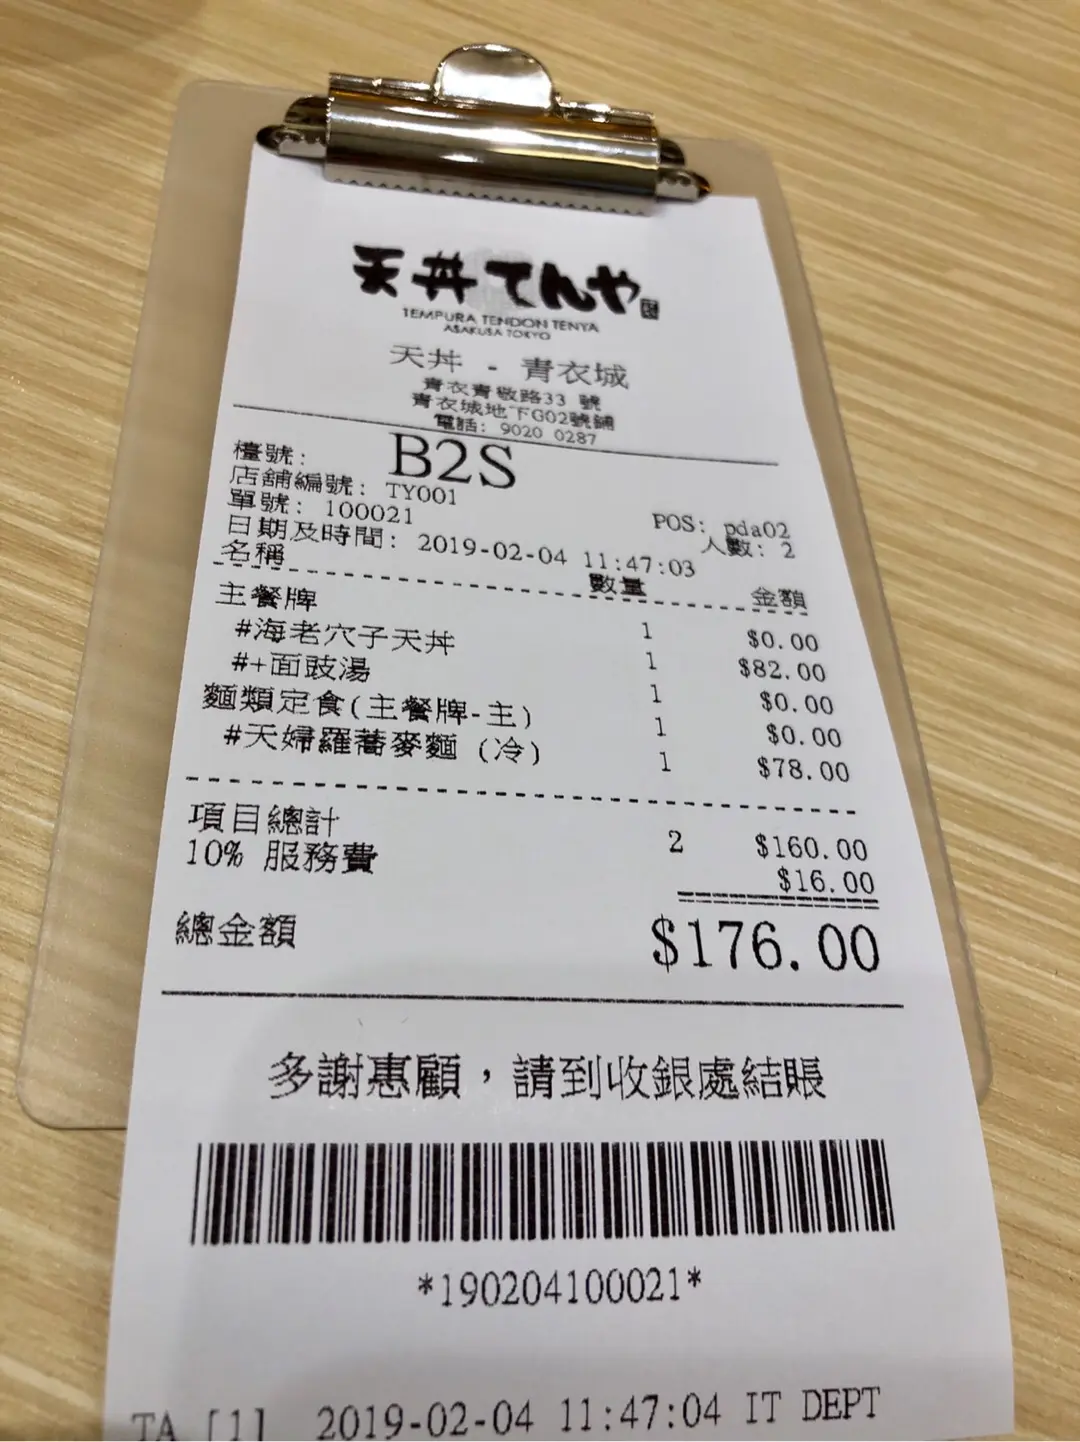 天丼てんや
TEMPURA TENDON TENYA
ASAKUSA TOKYO
天丼 - 青衣城
青衣青敬路33 號
青衣城地下G02號鋪
電話: 9020 0287
檯號: B2S
店舖編號: TY001
單號: 100021 POS: pda02
日期及時間: 2019-02-04 11:47:03 人數: 2
名稱 數量 金額
主餐牌 1 $0.00
#海老穴子天丼 1 $82.00
#+面豉湯 1 $0.00
麵類定食(主餐牌-主) 1 $0.00
#天婦羅蕎麥麵 (冷) 1 $78.00
項目總計 2 $160.00
10% 服務費 $16.00
總金額 $176.00
多謝惠顧，請到收銀處結賬
*190204100021*
TA [1] 2019-02-04 11:47:04 IT DEPT